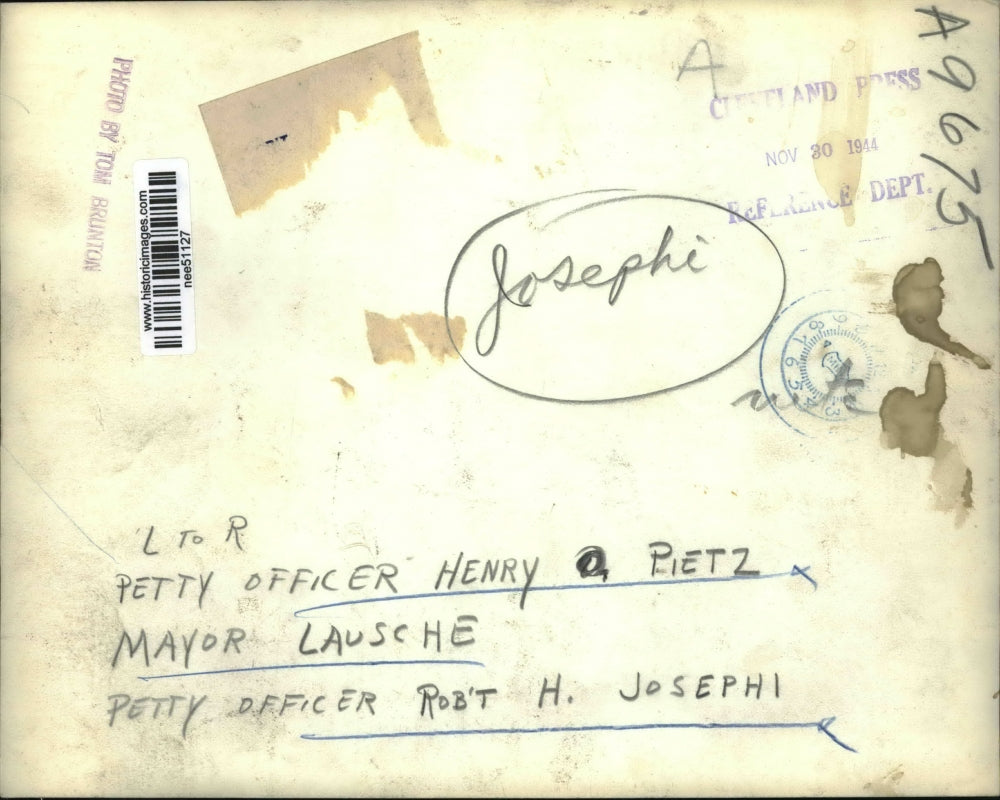 A9675
A
CLEVELAND PRESS
NOV 30 1944
REFERENCE DEPT.
PHOTO BY TOM BRUNTON
www.historicimages.com
nee51127
Josephi
L TO R
PETTY OFFICER HENRY O. PIETZ
MAYOR LAUSCHE
PETTY OFFICER ROB'T H. JOSEPHI